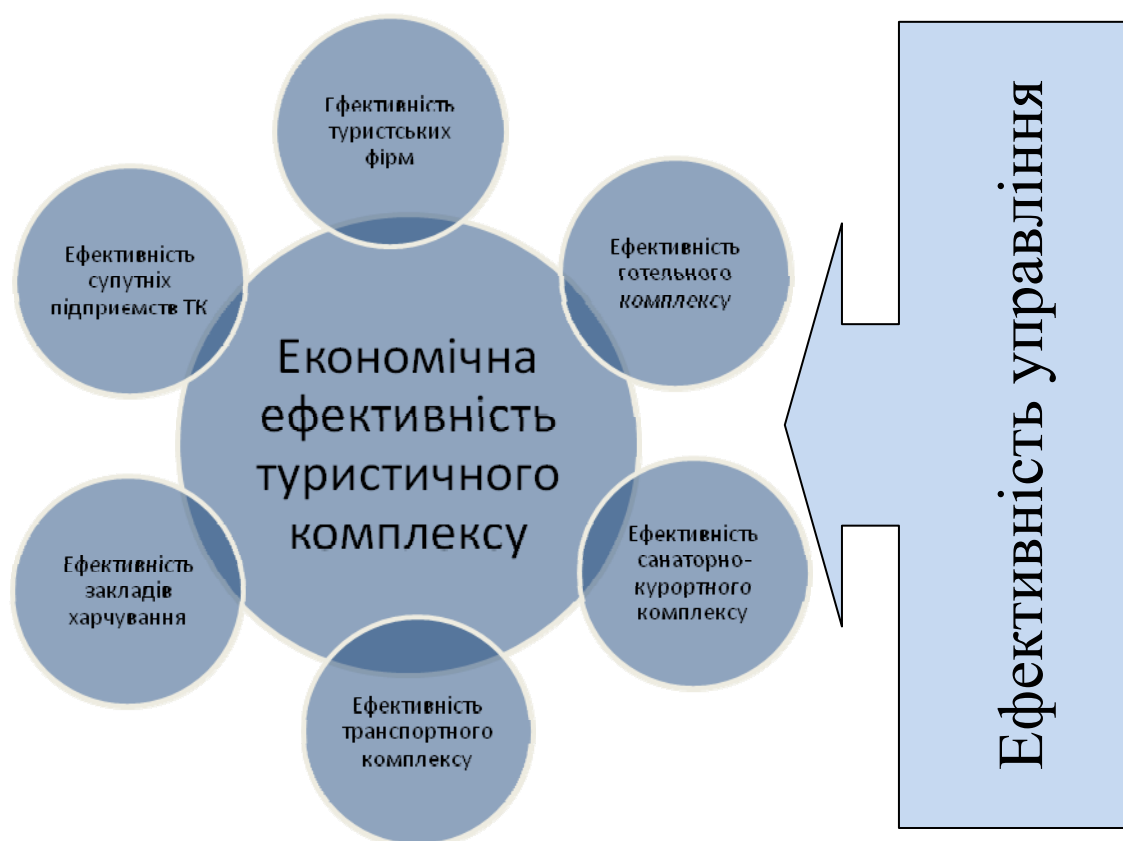 Ефективність
туристських
фірм
Ефективність
готельного
комплексу
Ефективність
санаторно-
курортного
комплексу
Ефективність
транспортного
комплексу
Ефективність
закладів
харчування
Ефективність
супутніх
підприємств ТК
Економічна
ефективність
туристичного
комплексу
Ефективність управління